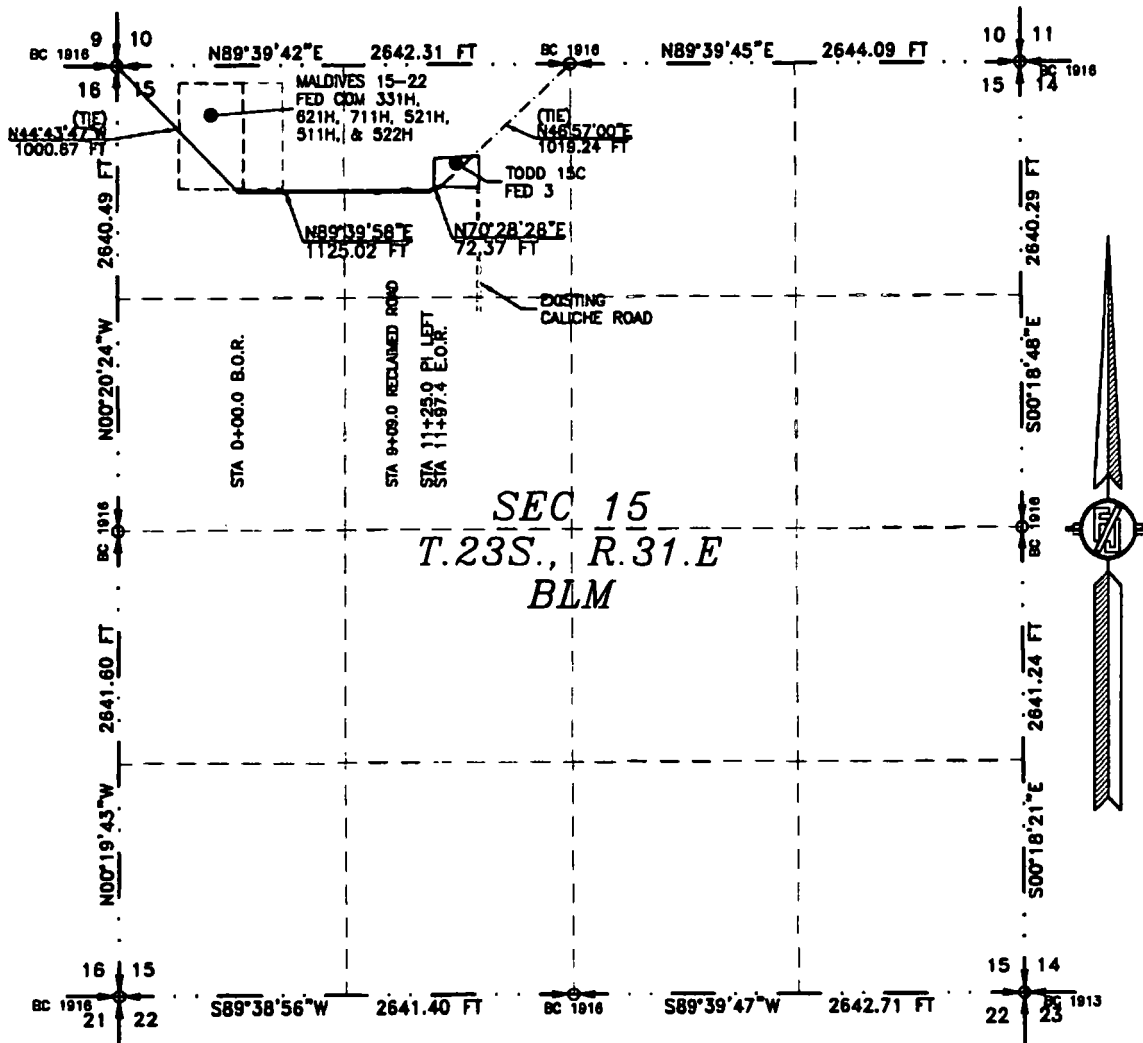 9 10
BC 1916
16 15
N89°39'42"E 2642.31 FT
BC 1916
N89°39'45"E 2644.09 FT
10 11
BC 1916
15 14
MALDIVES 15-22
FED COM 331H,
621H, 711H, 521H,
511H, & 522H
(TIE)
N44°43'47"W
1000.67 FT
(TIE)
N46°57'00"E
1019.24 FT
TODD 15C
FED 3
N89°39'58"E
1125.02 FT
N70°28'28"E
72.37 FT
EXISTING
CALICHE ROAD
2640.49 FT
N00°20'24"W
2640.29 FT
S00°18'48"E
STA 0+00.0 B.O.R.
STA 9+09.0 RECLAIMED ROAD
STA 11+25.0 PI LEFT
STA 11+97.4 E.O.R.
SEC 15
T.23S., R.31.E
BLM
BC 1916
BC 1916
2641.60 FT
N00°19'43"W
2641.24 FT
S00°18'21"E
16 15
BC 1916
21 22
S89°38'56"W 2641.40 FT
BC 1916
S89°39'47"W 2642.71 FT
15 14
BC 1913
22 23